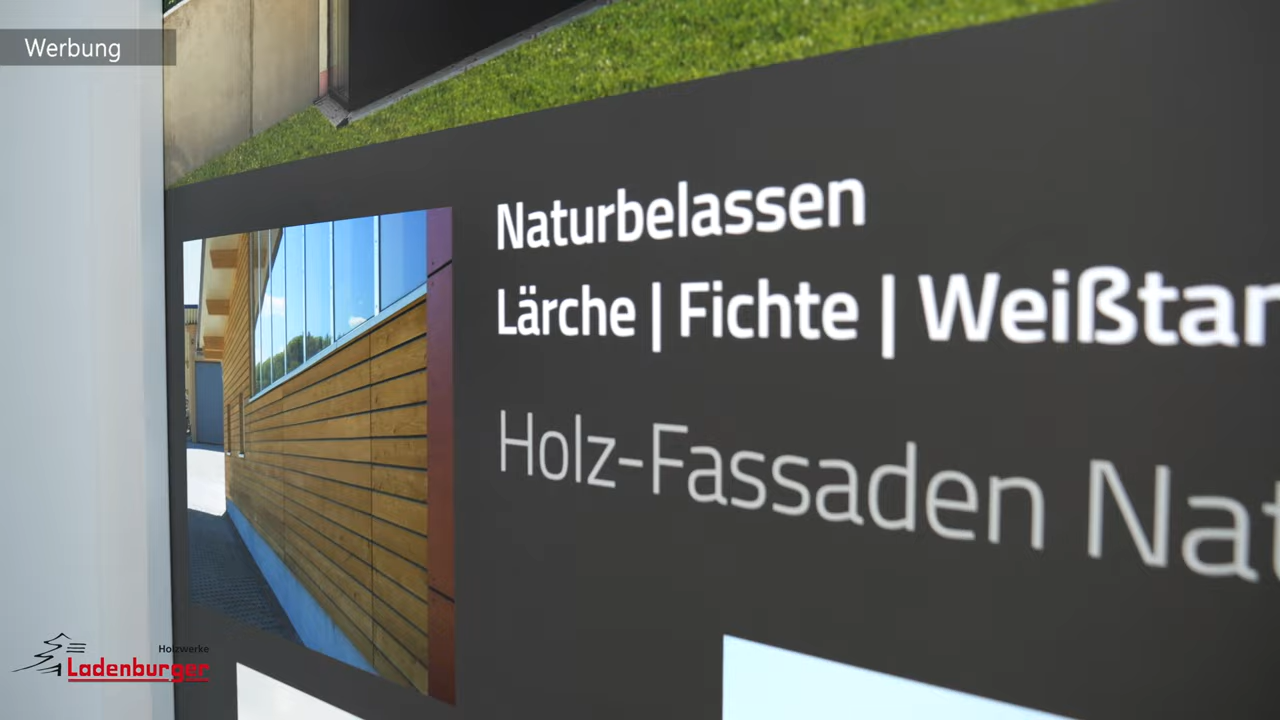 Werbung
Naturbelassen
Lärche | Fichte | Weißtan
Holz-Fassaden Nat
Holzwerke
Ladenburger